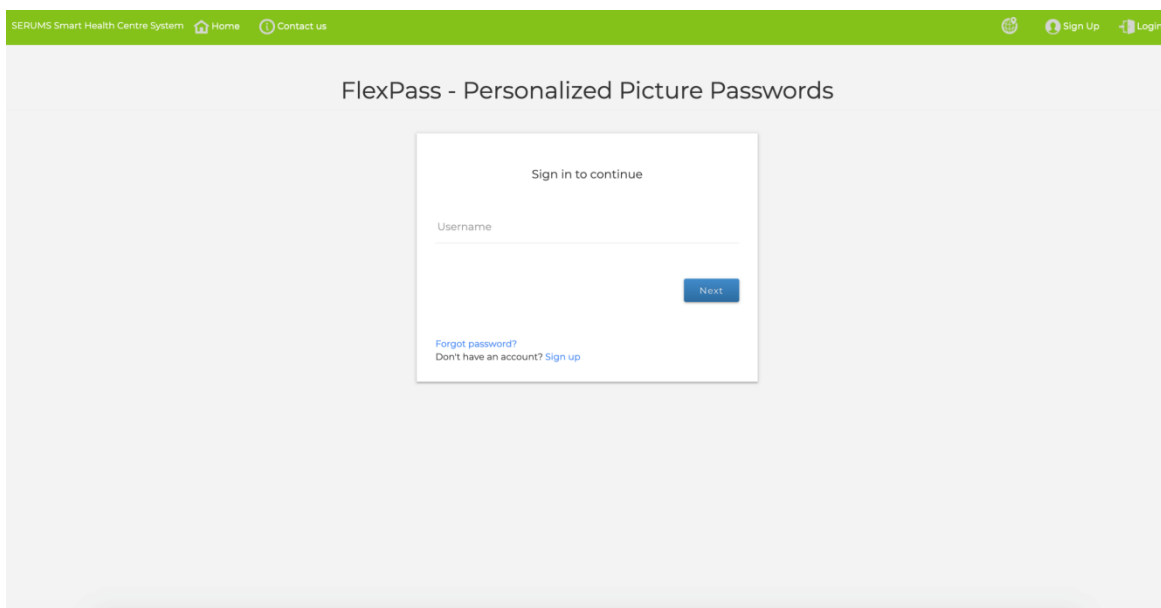 SERUMS Smart Health Centre System Home Contact us Sign Up Login
FlexPass - Personalized Picture Passwords
Sign in to continue
Username
Next
Forgot password?
Don't have an account? Sign up